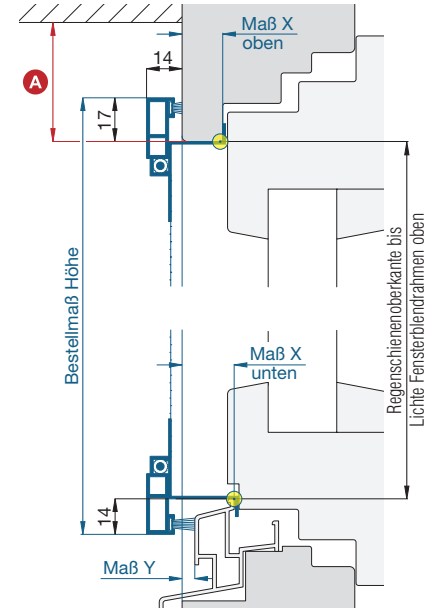 Maß X
oben
14
A
17
Bestellmaß Höhe
Regenschienenoberkante bis
Lichte Fensterblendrahmen oben
Maß X
unten
14
Maß Y